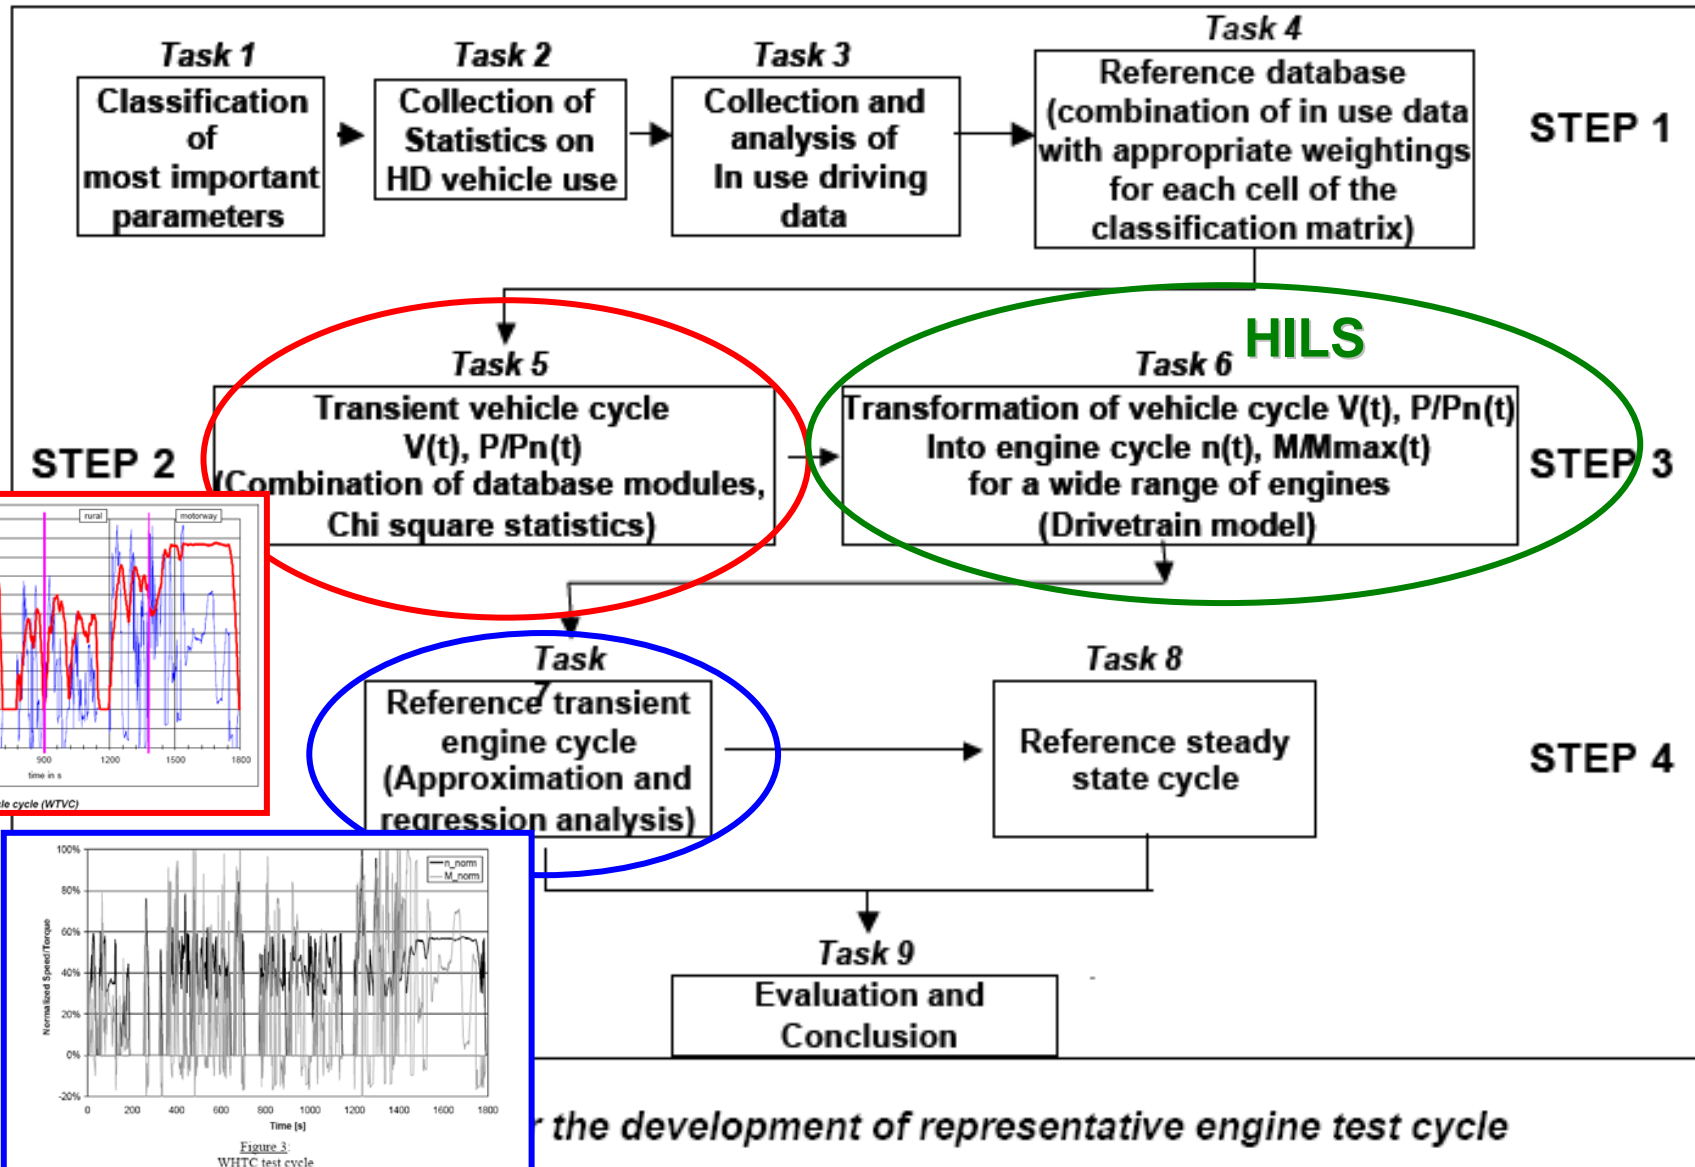 Task 1
Classification
of
most important
parameters
Task 2
Collection of
Statistics on
HD vehicle use
Task 3
Collection and
analysis of
In use driving
data
Task 4
Reference database
(combination of in use data
with appropriate weightings
for each cell of the
classification matrix)
STEP 1
HILS
STEP 2
Task 5
Transient vehicle cycle
V(t), P/Pn(t)
(Combination of database modules,
Chi square statistics)
Task 6
Transformation of vehicle cycle V(t), P/Pn(t)
Into engine cycle n(t), M/Mmax(t)
for a wide range of engines
(Drivetrain model)
STEP 3
rural
motorway
900 1200 1500 1800
time in s
cle cycle (WTVC)
Task
7
Reference transient
engine cycle
(Approximation and
regression analysis)
Task 8
Reference steady
state cycle
STEP 4
Task 9
Evaluation and
Conclusion
n_norm
M_norm
Normalized Speed/Torque
100%
80%
60%
40%
20%
0%
-20%
0 200 400 600 800 1000 1200 1400 1600 1800
Time [s]
Figure 3:
WHTC test cycle
r the development of representative engine test cycle